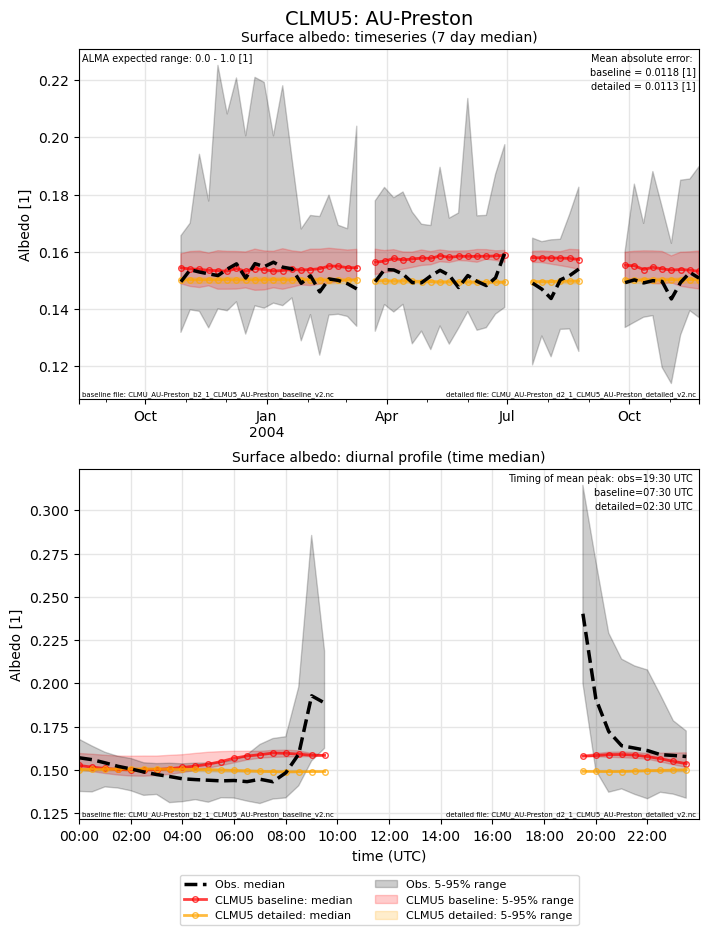 CLMU5: AU-Preston
Surface albedo: timeseries (7 day median)
ALMA expected range: 0.0 - 1.0 [1]
Mean absolute error:
baseline = 0.0118 [1]
detailed = 0.0113 [1]
0.22
0.20
0.18
0.16
0.14
0.12
Albedo [1]
baseline file: CLMU_AU-Preston_b2_1_CLMU5_AU-Preston_baseline_v2.nc
detailed file: CLMU_AU-Preston_d2_1_CLMU5_AU-Preston_detailed_v2.nc
Oct Jan Apr Jul Oct
2004
Surface albedo: diurnal profile (time median)
Timing of mean peak: obs=19:30 UTC
baseline=07:30 UTC
detailed=02:30 UTC
0.300
0.275
0.250
0.225
0.200
0.175
0.150
0.125
Albedo [1]
baseline file: CLMU_AU-Preston_b2_1_CLMU5_AU-Preston_baseline_v2.nc
detailed file: CLMU_AU-Preston_d2_1_CLMU5_AU-Preston_detailed_v2.nc
00:00 02:00 04:00 06:00 08:00 10:00 12:00 14:00 16:00 18:00 20:00 22:00
time (UTC)
Obs. median
CLMU5 baseline: median
CLMU5 detailed: median
Obs. 5-95% range
CLMU5 baseline: 5-95% range
CLMU5 detailed: 5-95% range